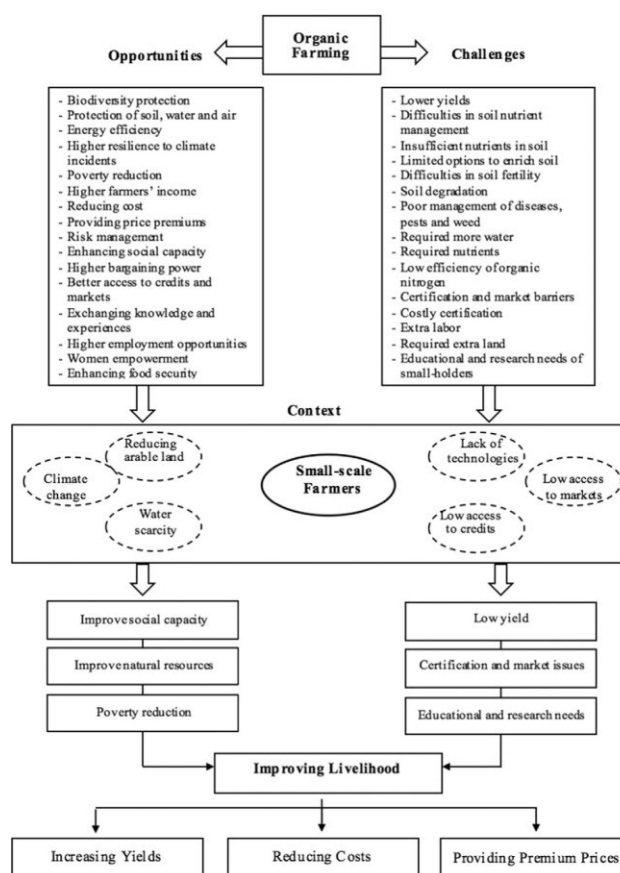 Organic
Farming
Opportunities
Challenges
- Biodiversity protection
- Protection of soil, water and air
- Energy efficiency
- Higher resilience to climate
incidents
- Poverty reduction
- Higher farmers' income
- Reducing cost
- Providing price premiums
- Risk management
- Enhancing social capacity
- Higher bargaining power
- Better access to credits and
markets
- Exchanging knowledge and
experiences
- Higher employment opportunities
- Women empowerment
- Enhancing food security
- Lower yields
- Difficulties in soil nutrient
management
- Insufficient nutrients in soil
- Limited options to enrich soil
- Difficulties in soil fertility
- Soil degradation
- Poor management of diseases,
pests and weed
- Required more water
- Required nutrients
- Low efficiency of organic
nitrogen
- Certification and market barriers
- Costly certification
- Extra labor
- Required extra land
- Educational and research needs of
small-holders
Context
Reducing
arable land
Climate
change
Water
scarcity
Small-scale
Farmers
Lack of
technologies
Low access
to markets
Low access
to credits
Improve social capacity
Improve natural resources
Poverty reduction
Low yield
Certification and market issues
Educational and research needs
Improving Livelihood
Increasing Yields
Reducing Costs
Providing Premium Prices